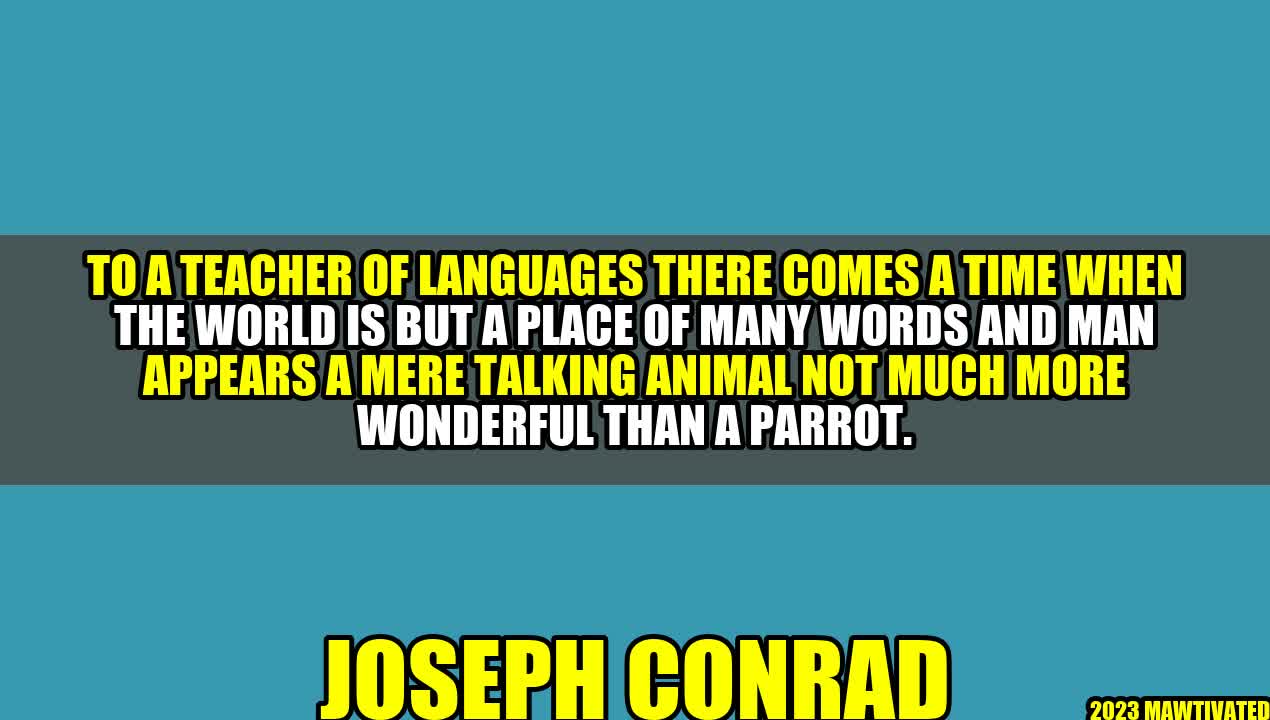 TO A TEACHER OF LANGUAGES THERE COMES A TIME WHEN
THE WORLD IS BUT A PLACE OF MANY WORDS AND MAN
APPEARS A MERE TALKING ANIMAL NOT MUCH MORE
WONDERFUL THAN A PARROT.
JOSEPH CONRAD
2023 MAWTIVATED